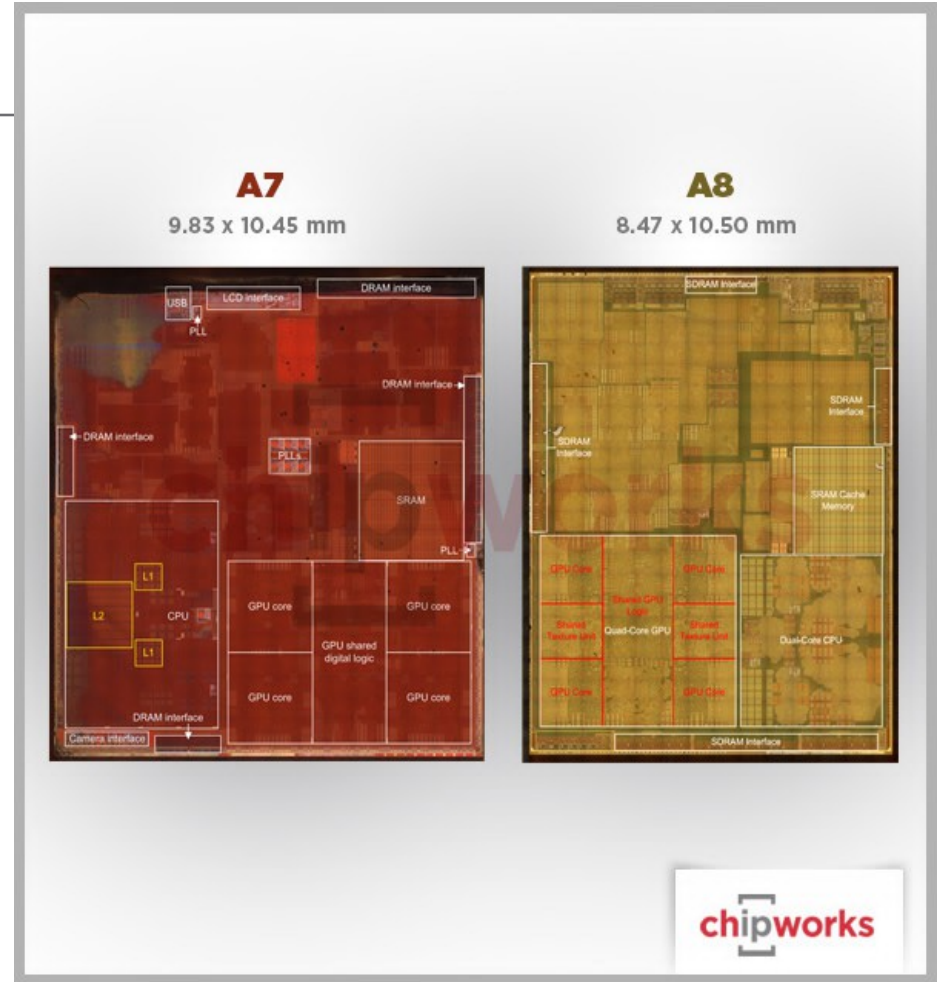 A7
9.83 x 10.45 mm
USB
LCD interface
DRAM interface
PLL
DRAM interface
DRAM interface
PLLs
SRAM
PLL
L1
L2
CPU
L1
GPU core
GPU core
GPU shared
digital logic
GPU core
GPU core
DRAM interface
Camera interface
A8
8.47 x 10.50 mm
SDRAM Interface
SDRAM
Interface
SDRAM
Interface
SRAM Cache
Memory
GPU Core
GPU Core
Shared GPU
Logic
Shared
Texture Unit
Quad-Core GPU
Shared
Texture Unit
Dual-Core CPU
GPU Core
GPU Core
SDRAM Interface
chipworks
chipworks